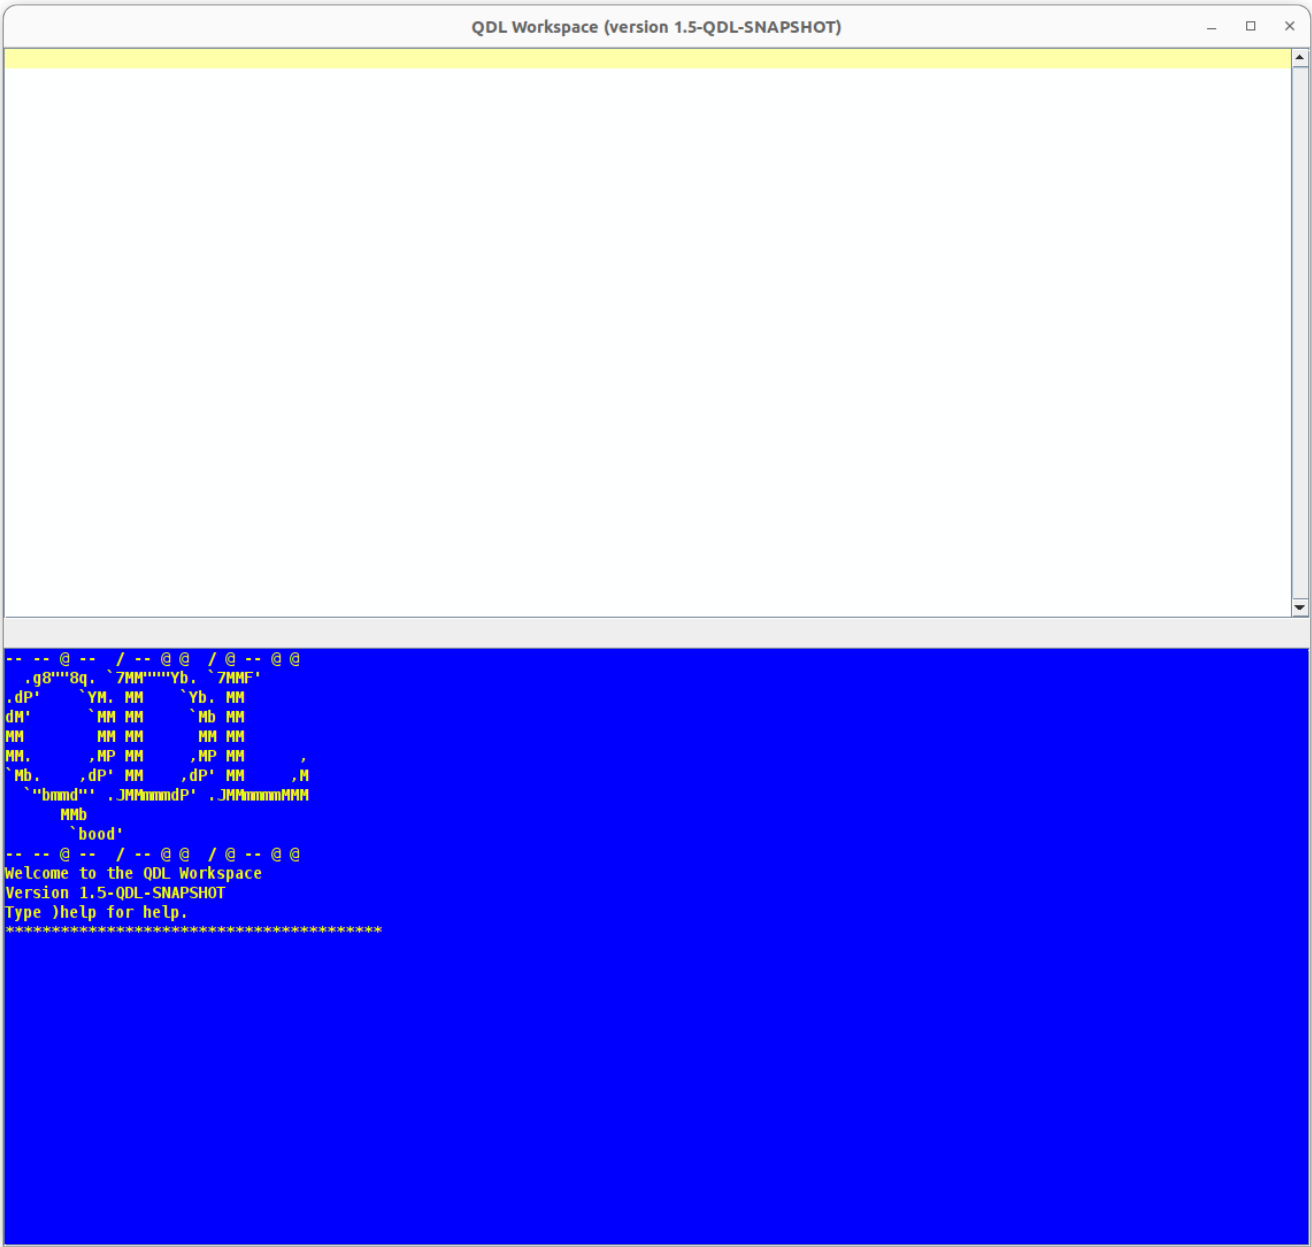 QDL Workspace (version 1.5-QDL-SNAPSHOT)
-- -- @ --  / -- @ @  / @ -- @ @
  .g8""8q. `7MM"""Yb. `7MMF'
.dP'    `YM. MM    `Yb. MM
dM'      `MM MM     `Mb MM
MM        MM MM      MM MM
MM.      ,MP MM     ,MP MM      ,
`Mb.    ,dP' MM    ,dP' MM     ,M
  `"bmmd"' .JMMmmmdP' .JMMmmmmMMM
      MMb
       `bood'
-- -- @ --  / -- @ @  / @ -- @ @
Welcome to the QDL Workspace
Version 1.5-QDL-SNAPSHOT
Type )help for help.
*****************************************